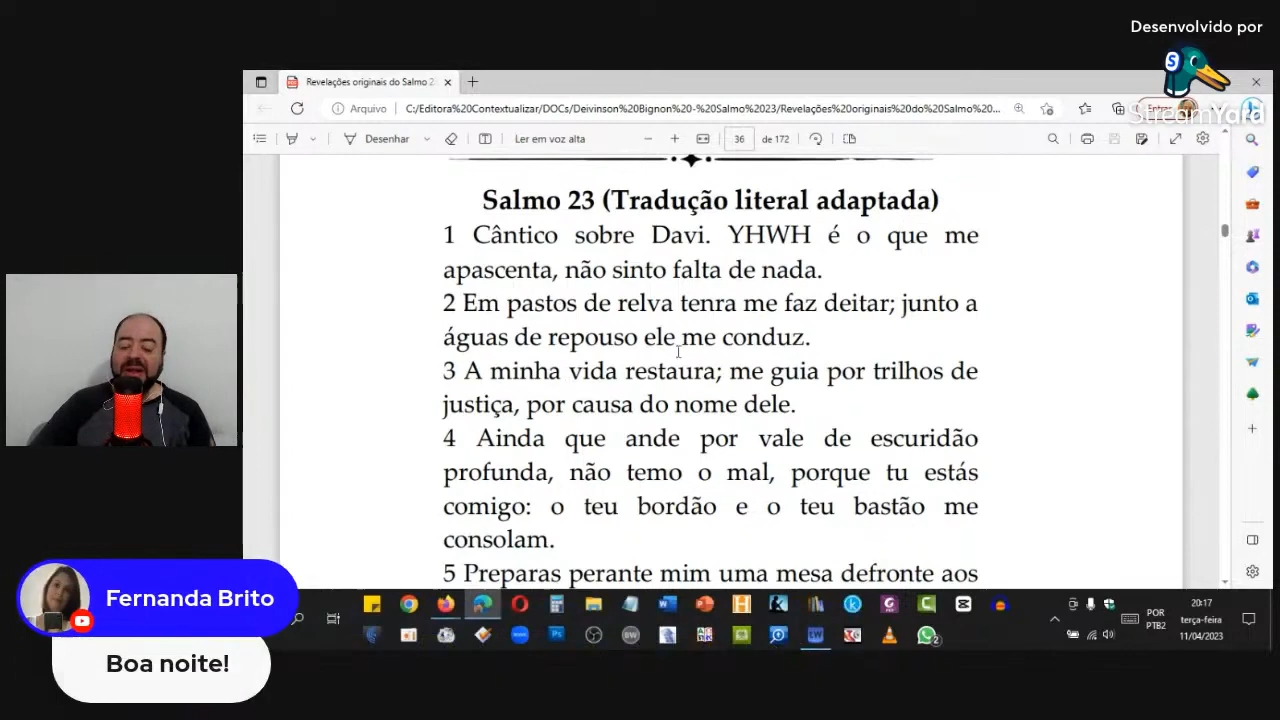 Desenvolvido por
StreamYard
Revelações originais do Salmo 2
Arquivo
C:/Editora%20Contextualizar/DOCs/Deivinson%20Bignon%20-%20Salmo%2023/Revelações%20originais%20do%20Salmo%20...
Entrar
Desenhar
Ler em voz alta
36
de 172
Salmo 23 (Tradução literal adaptada)
1 Cântico sobre Davi. YHWH é o que me
apascenta, não sinto falta de nada.
2 Em pastos de relva tenra me faz deitar; junto a
águas de repouso ele me conduz.
3 A minha vida restaura; me guia por trilhos de
justiça, por causa do nome dele.
4 Ainda que ande por vale de escuridão
profunda, não temo o mal, porque tu estás
comigo: o teu bordão e o teu bastão me
consolam.
5 Preparas perante mim uma mesa defronte aos
Fernanda Brito
Boa noite!
POR
PTB2
20:17
terça-feira
11/04/2023